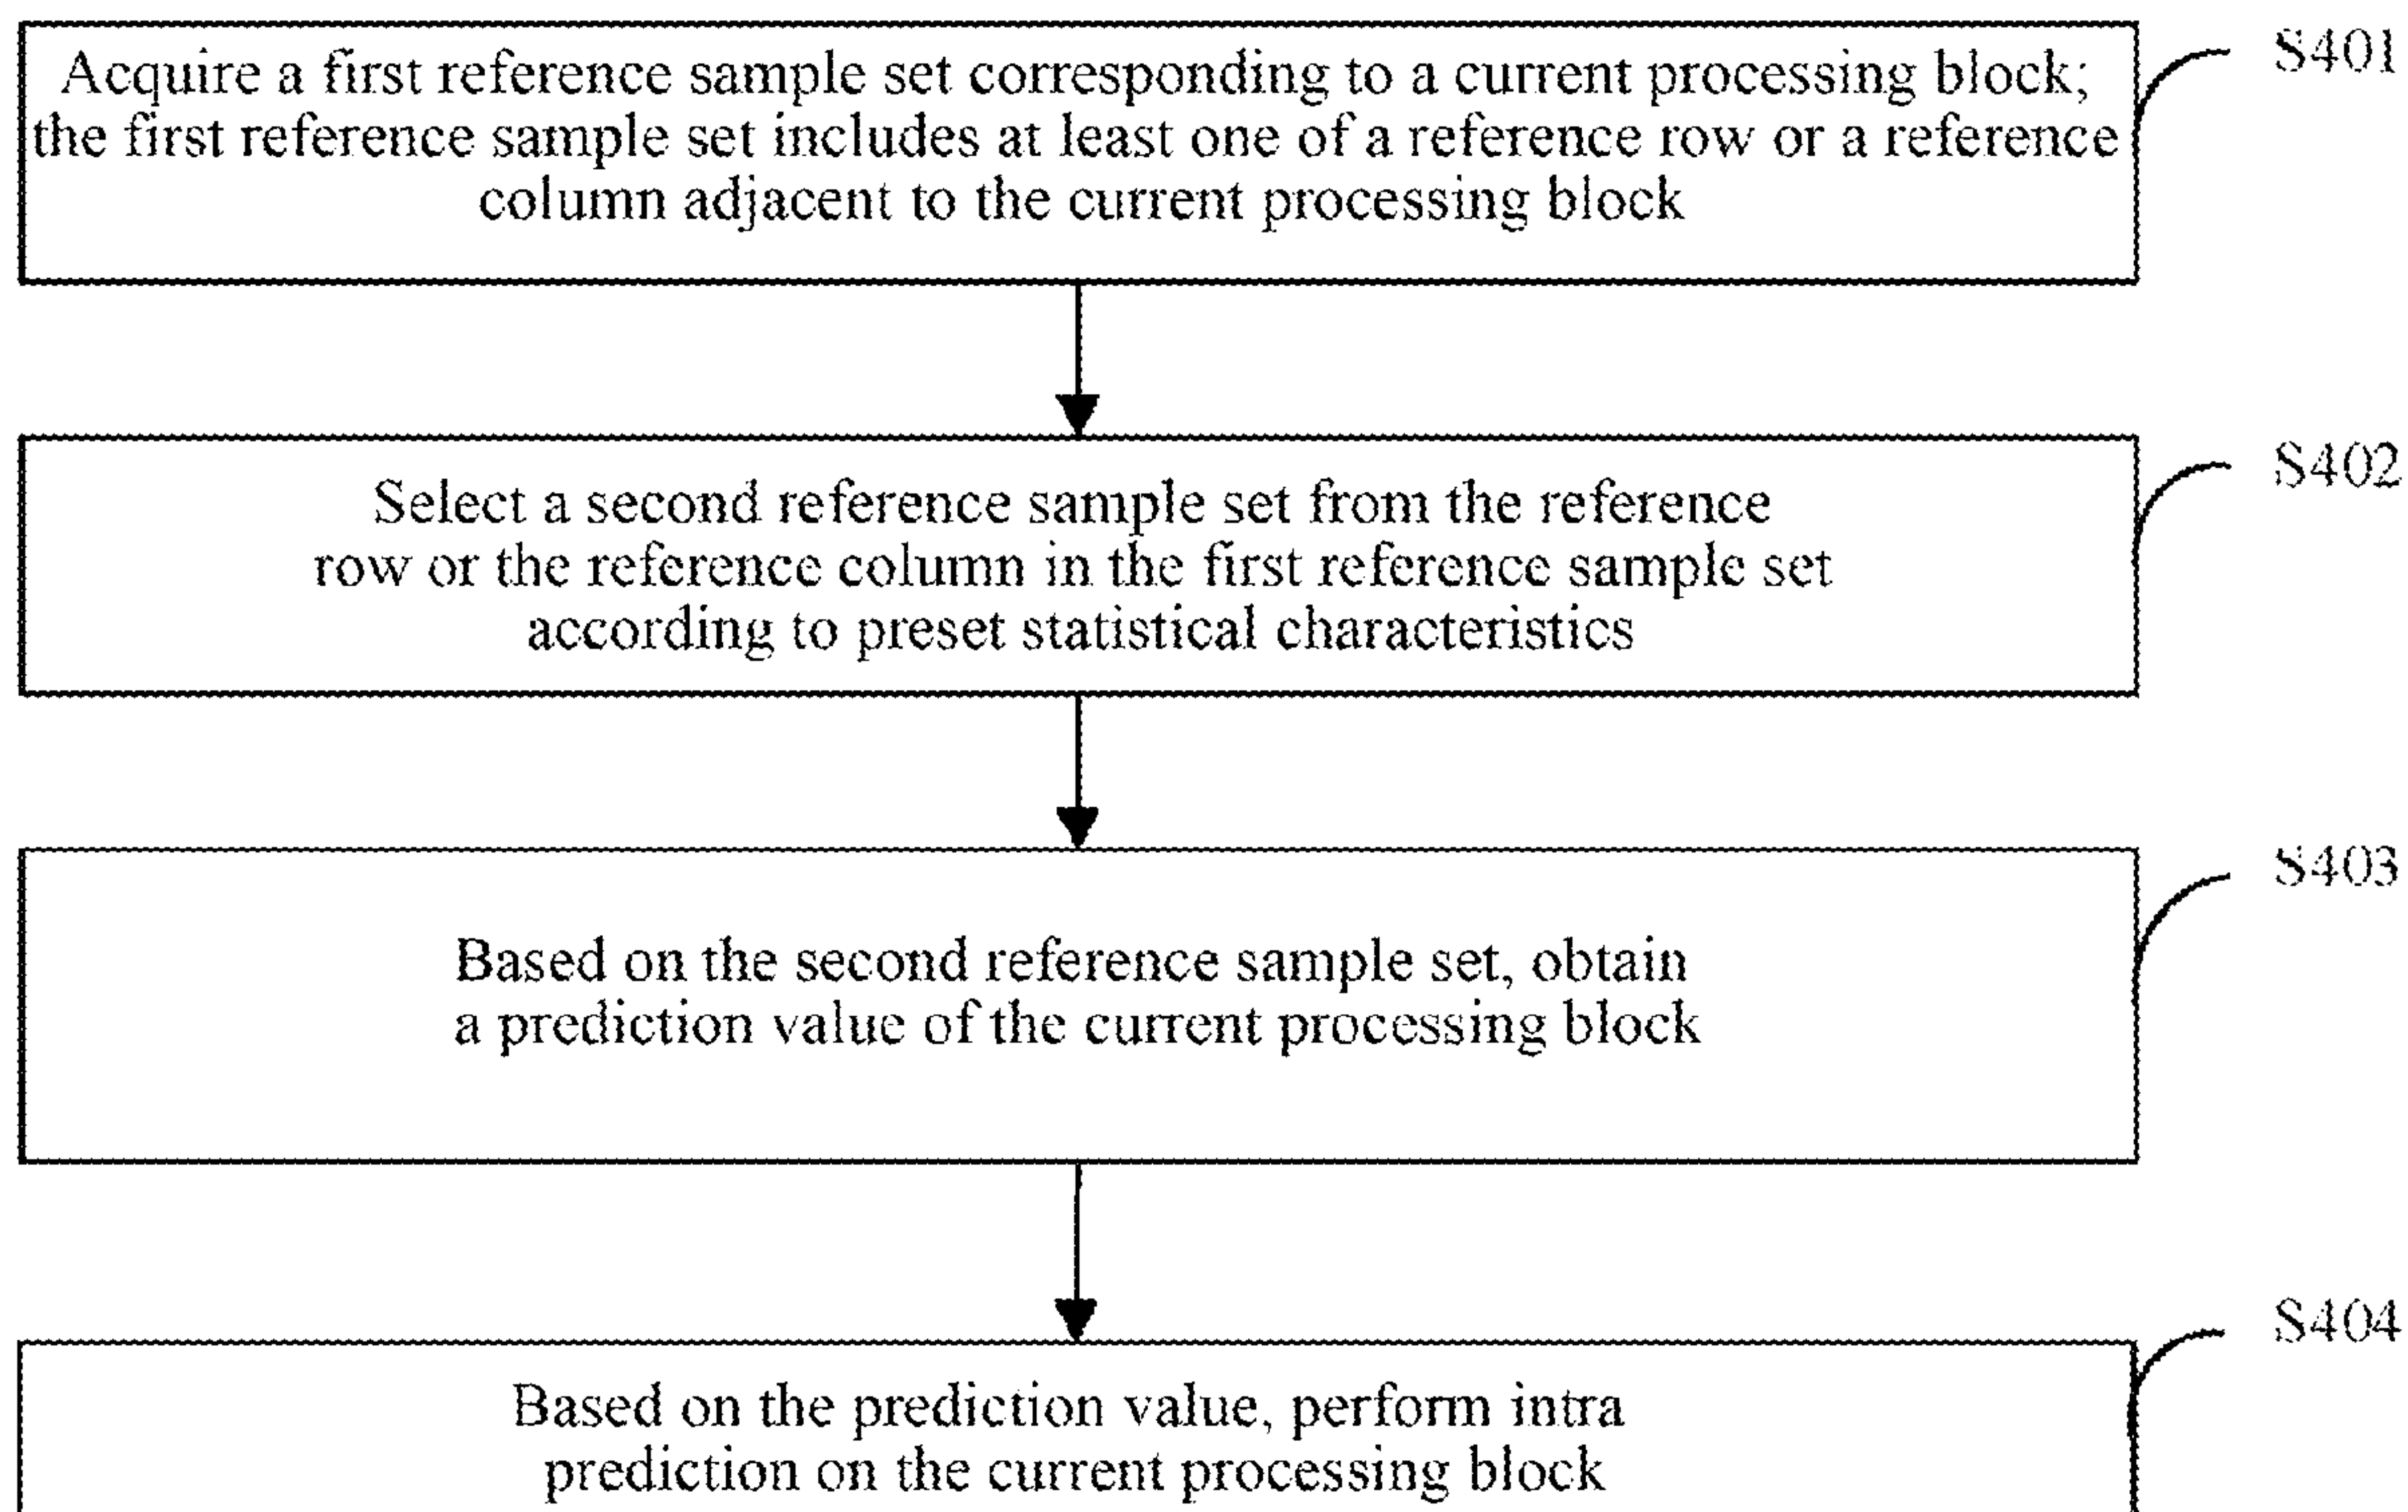 Acquire a first reference sample set corresponding to a current processing block;
the first reference sample set includes at least one of a reference row or a reference
column adjacent to the current processing block
S401
Select a second reference sample set from the reference
row or the reference column in the first reference sample set
according to preset statistical characteristics
S402
Based on the second reference sample set, obtain
a prediction value of the current processing block
S403
Based on the prediction value, perform intra
prediction on the current processing block
S404